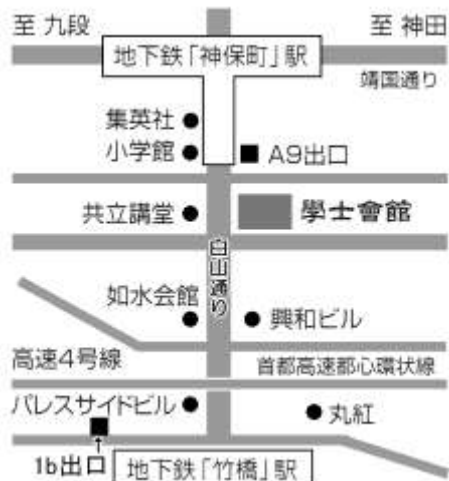 至 九段
至 神田
地下鉄「神保町」駅
靖国通り
集英社
小学館
A9出口
共立講堂
學士會館
白山通り
如水会館
興和ビル
高速4号線
首都高速都心環状線
パレスサイドビル
丸紅
1b出口
地下鉄「竹橋」駅